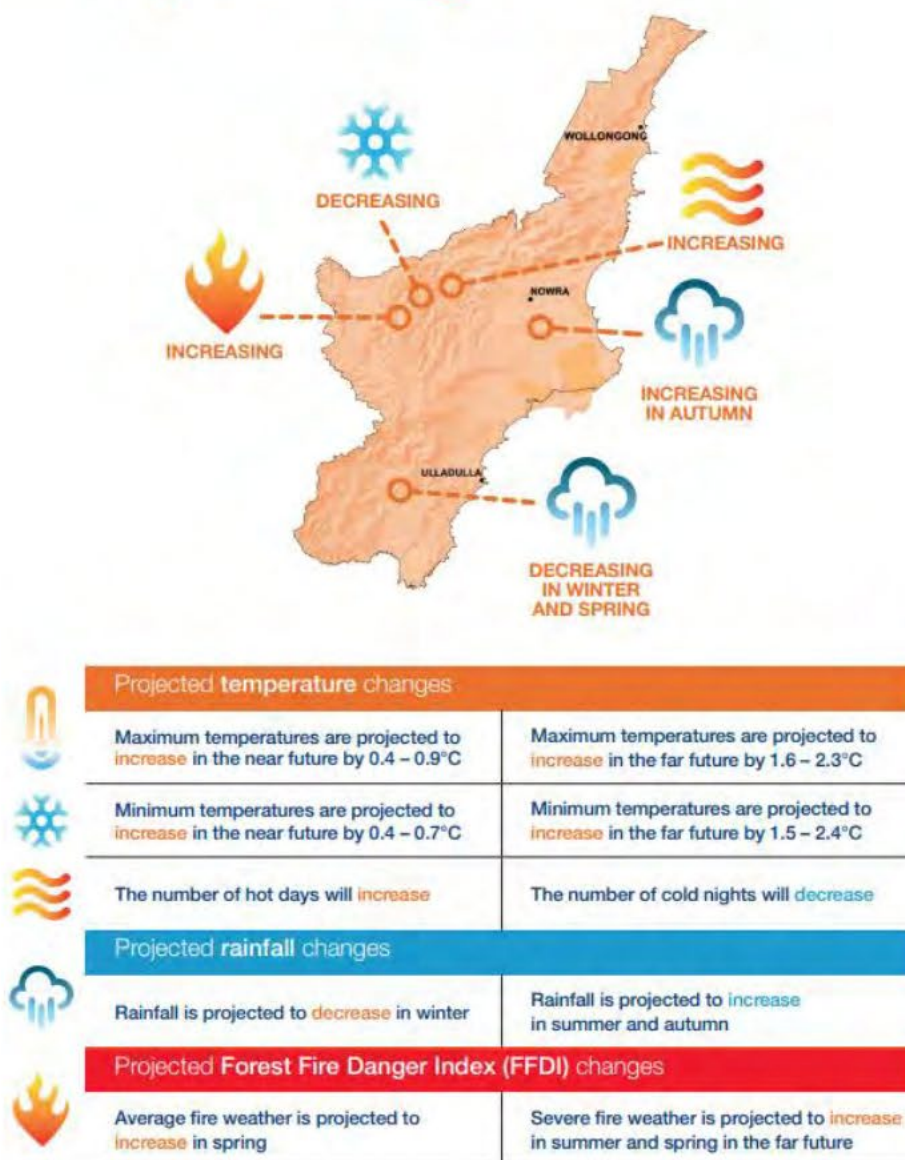 WOLLONGONG
DECREASING
INCREASING
NOWRA
INCREASING
INCREASING
IN AUTUMN
ULLADULLA
DECREASING
IN WINTER
AND SPRING
Projected temperature changes
Maximum temperatures are projected to
increase in the near future by 0.4 – 0.9°C
Maximum temperatures are projected to
increase in the far future by 1.6 – 2.3°C
Minimum temperatures are projected to
increase in the near future by 0.4 – 0.7°C
Minimum temperatures are projected to
increase in the far future by 1.5 – 2.4°C
The number of hot days will increase
The number of cold nights will decrease
Projected rainfall changes
Rainfall is projected to decrease in winter
Rainfall is projected to increase
in summer and autumn
Projected Forest Fire Danger Index (FFDI) changes
Average fire weather is projected to
increase in spring
Severe fire weather is projected to increase
in summer and spring in the far future